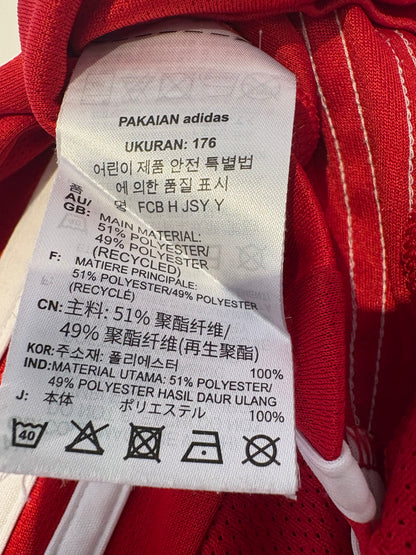 PAKAIAN adidas
UKURAN: 176
어린이 제품 안전 특별법
에 의한 품질 표시
AU/ 명 FCB H JSY Y
GB: MAIN MATERIAL:
51% POLYESTER/
49% POLYESTER
(RECYCLED)
F: MATIERE PRINCIPALE:
51% POLYESTER/49% POLYESTER
(RECYCLÉ)
CN: 主料: 51% 聚酯纤维/
49% 聚酯纤维(再生聚酯)
KOR: 주소재: 폴리에스터 100%
IND: MATERIAL UTAMA: 51% POLYESTER/
49% POLYESTER HASIL DAUR ULANG
J: 本体 ポリエステル 100%
40